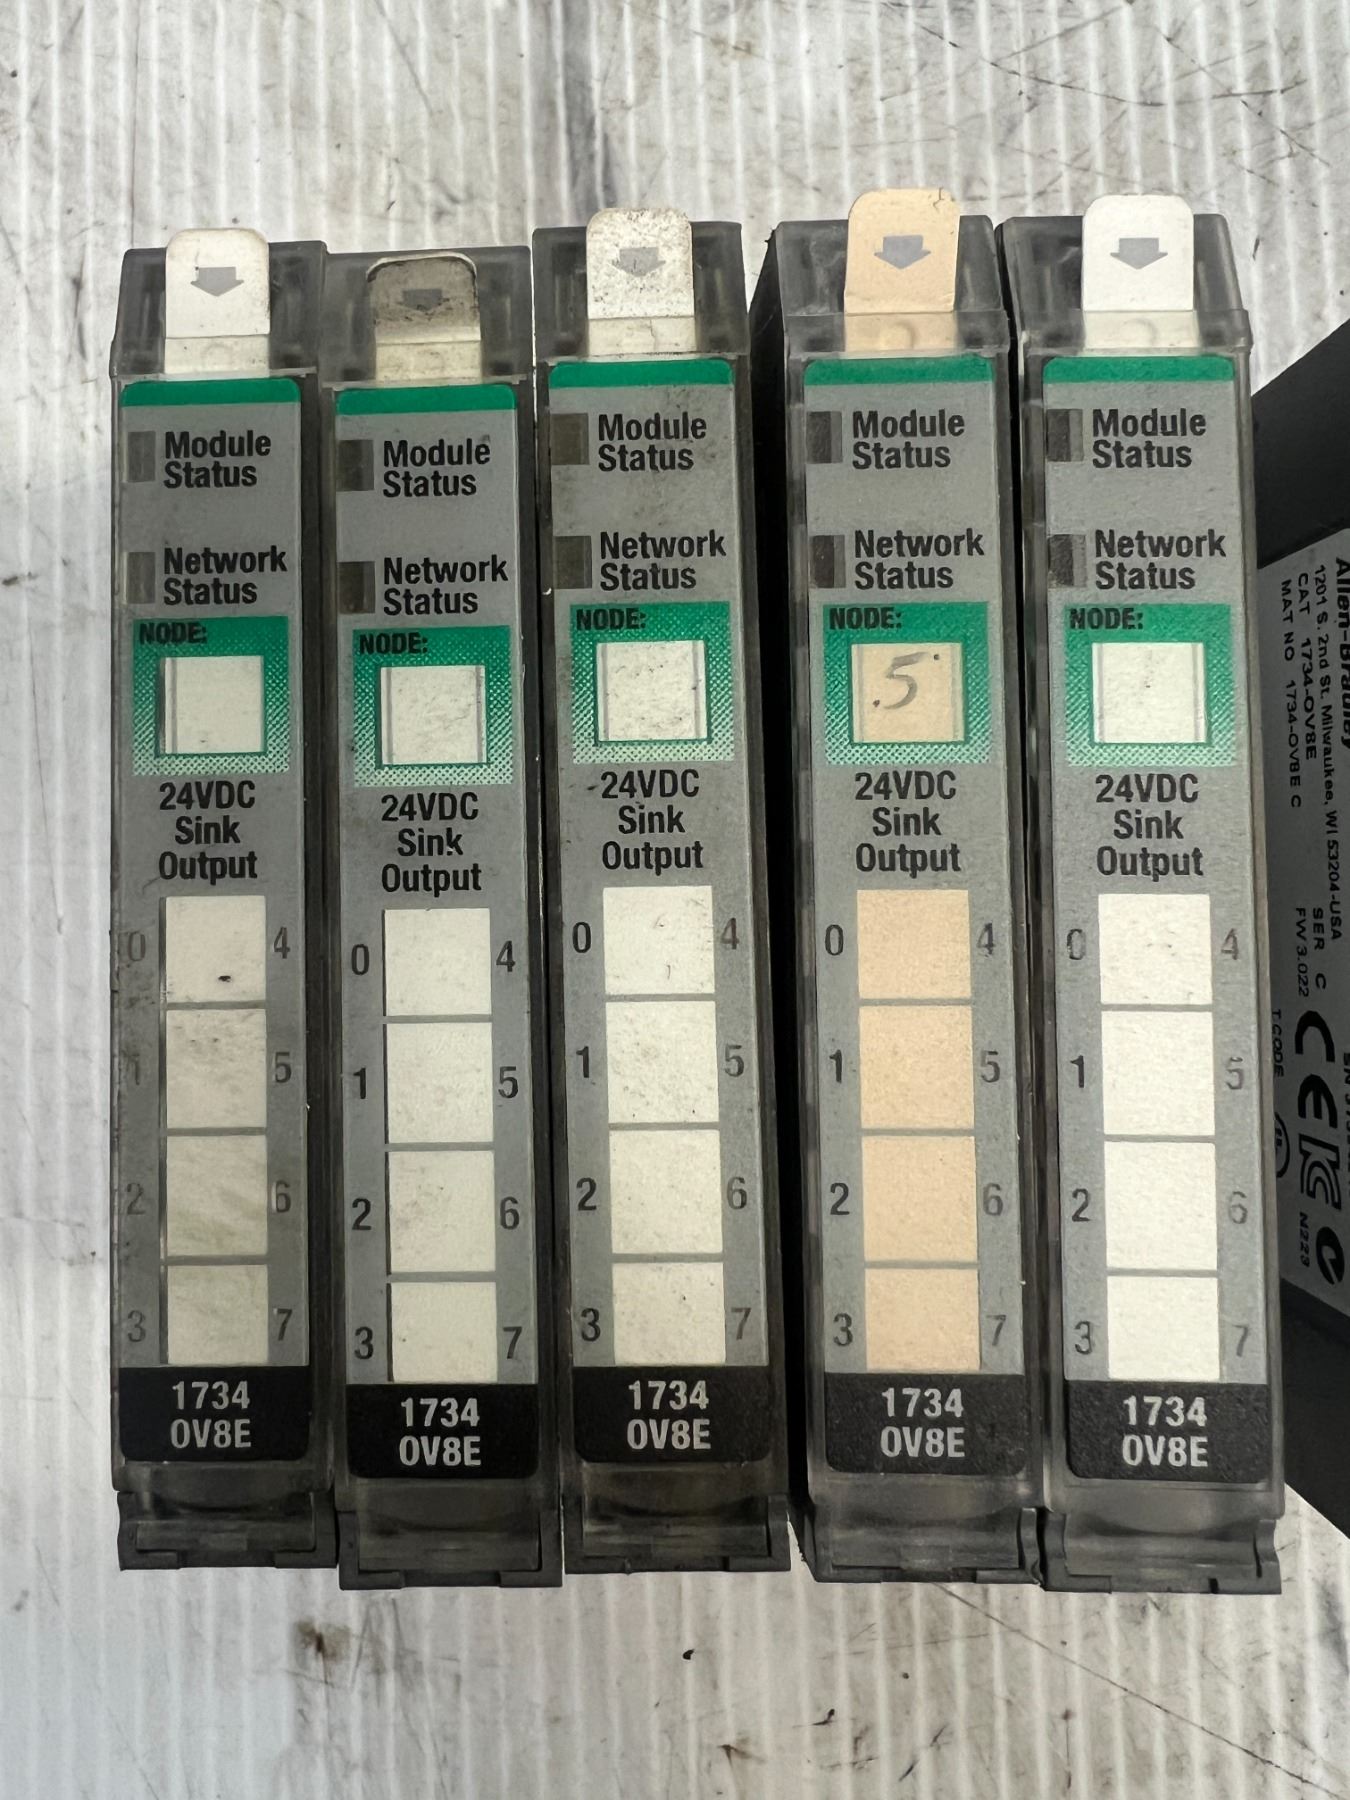 Module
Status
Network
Status
NODE:
24VDC
Sink
Output
0 4
1 5
2 6
3 7
1734
OV8E
Module
Status
Network
Status
NODE:
24VDC
Sink
Output
0 4
1 5
2 6
3 7
1734
OV8E
Module
Status
Network
Status
NODE:
24VDC
Sink
Output
0 4
1 5
2 6
3 7
1734
OV8E
Module
Status
Network
Status
NODE:
5
24VDC
Sink
Output
0 4
1 5
2 6
3 7
1734
OV8E
Module
Status
Network
Status
NODE:
24VDC
Sink
Output
0 4
1 5
2 6
3 7
1734
OV8E
Allen-Bradley
1201 S. 2nd St. Milwaukee, WI 53204-USA
CAT 1734-OV8E SER C
MAT NO 1734-OV8E C FW 3.022
T CODE
CE
N223